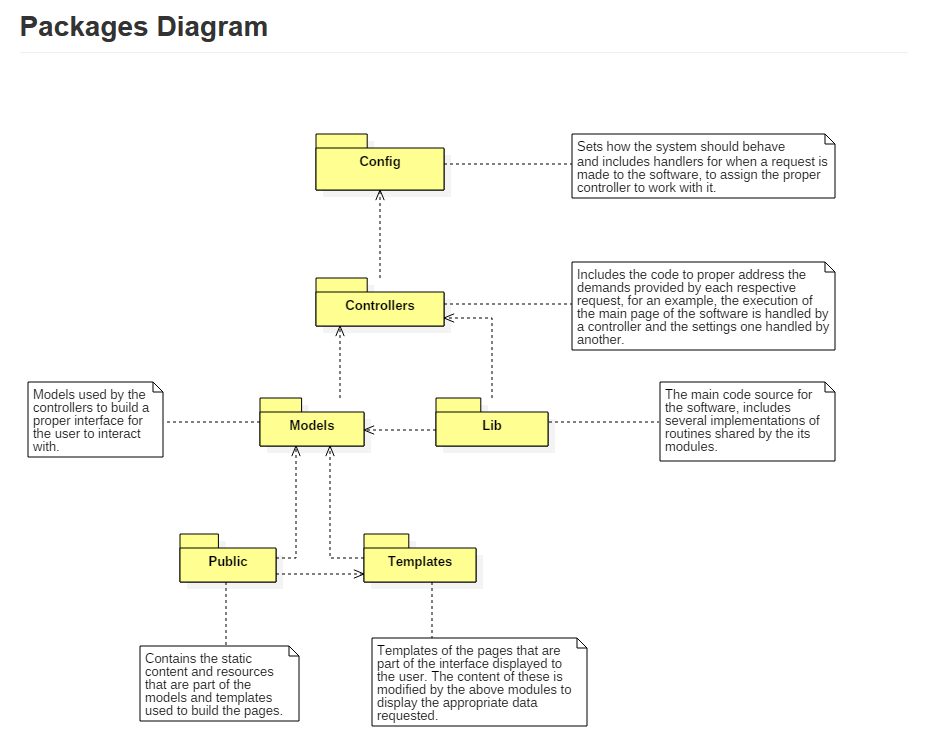 Packages Diagram
Config
Sets how the system should behave
and includes handlers for when a request is
made to the software, to assign the proper
controller to work with it.
Controllers
Includes the code to proper address the
demands provided by each respective
request, for an example, the execution of
the main page of the software is handled by
a controller and the settings one handled by
another.
Models used by the
controllers to build a
proper interface for
the user to interact
with.
Models
Lib
The main code source for
the software, includes
several implementations of
routines shared by the its
modules.
Public
Templates
Contains the static
content and resources
that are part of the
models and templates
used to build the pages.
Templates of the pages that are
part of the interface displayed to
the user. The content of these is
modified by the above modules to
display the appropriate data
requested.